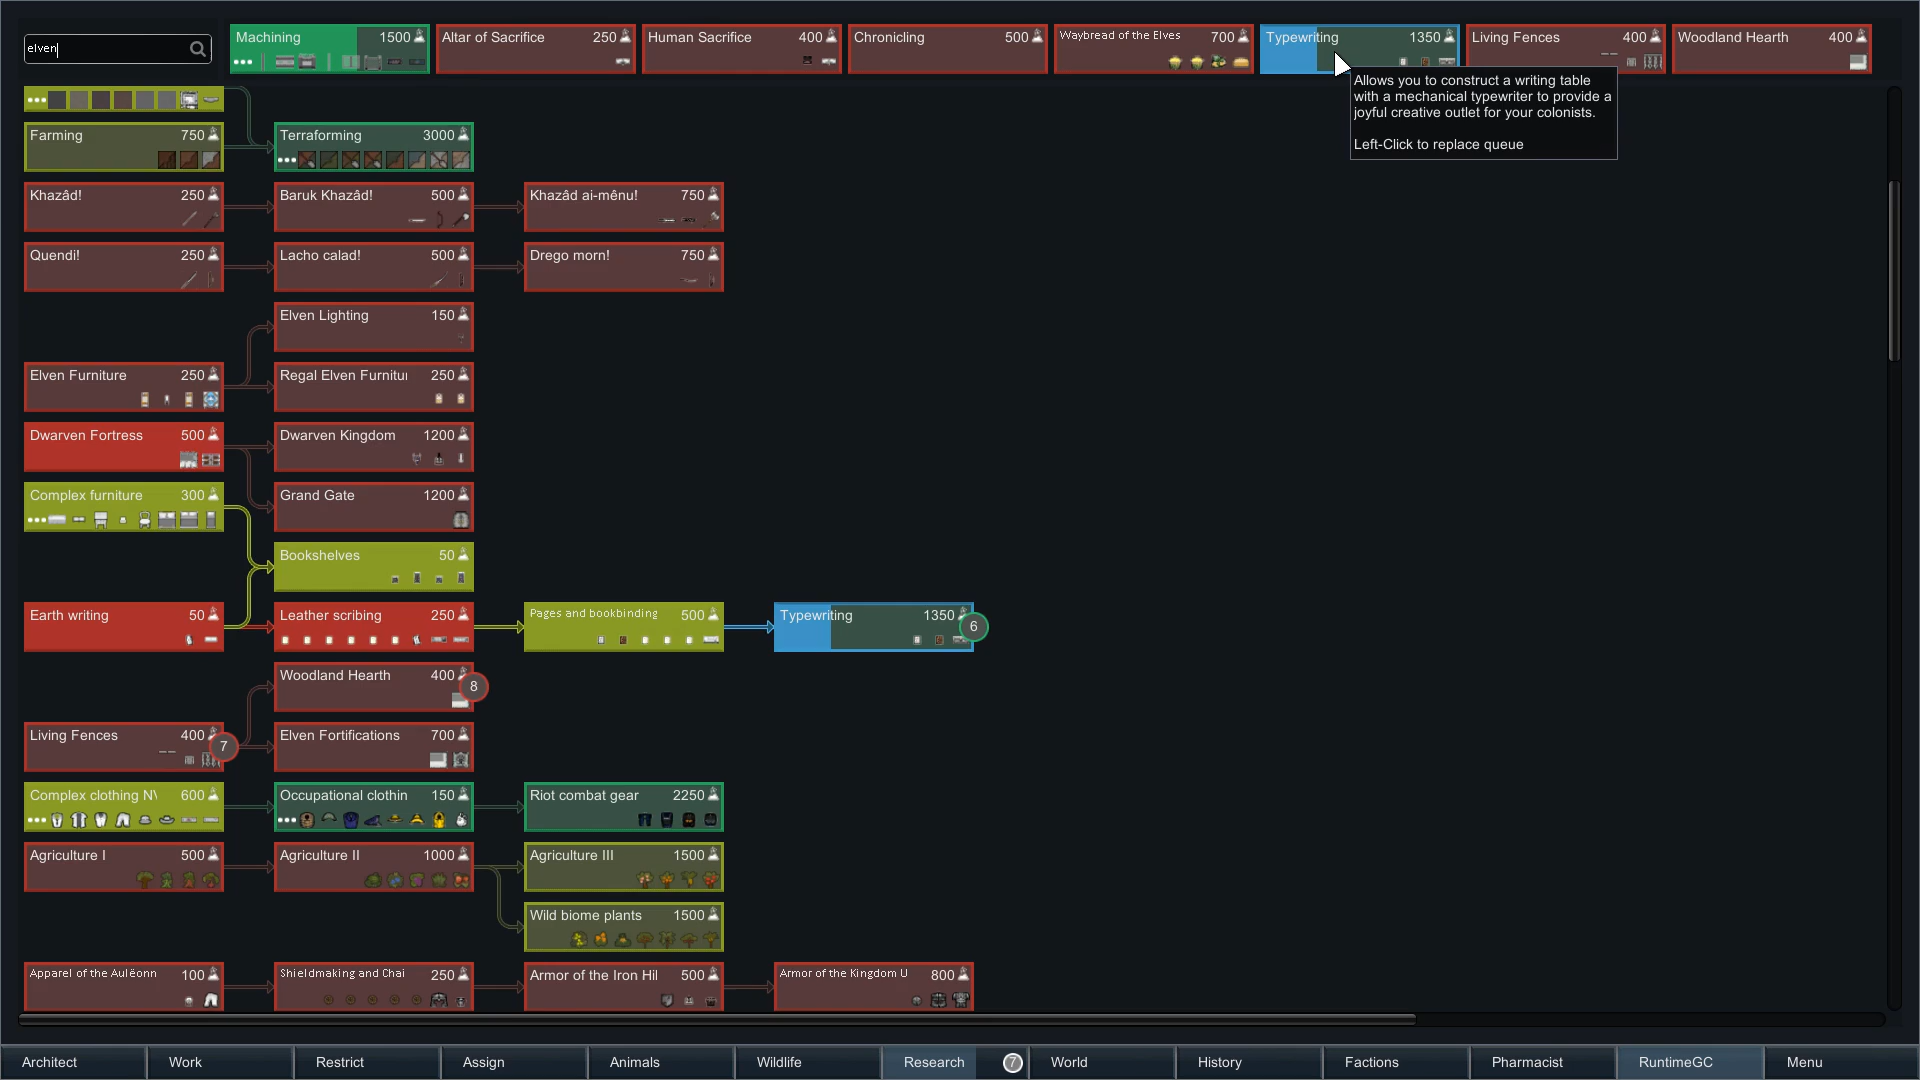 elven
Machining 1500
Altar of Sacrifice 250
Human Sacrifice 400
Chronicling 500
Waybread of the Elves 700
Typewriting 1350
Living Fences 400
Woodland Hearth 400
Allows you to construct a writing table
with a mechanical typewriter to provide a
joyful creative outlet for your colonists.
Left-Click to replace queue
Farming 750
Terraforming 3000
Khazâd! 250
Baruk Khazâd! 500
Khazâd ai-mênu! 750
Quendi! 250
Lacho calad! 500
Drego morn! 750
Elven Lighting 150
Elven Furniture 250
Regal Elven Furnitur 250
Dwarven Fortress 500
Dwarven Kingdom 1200
Complex furniture 300
Grand Gate 1200
Bookshelves 50
Earth writing 50
Leather scribing 250
Pages and bookbinding 500
Typewriting 1350
6
Woodland Hearth 400
8
Living Fences 400
7
Elven Fortifications 700
Complex clothing N 600
Occupational clothin 150
Riot combat gear 2250
Agriculture I 500
Agriculture II 1000
Agriculture III 1500
Wild biome plants 1500
Apparel of the Aulëonn 100
Shieldmaking and Chai 250
Armor of the Iron Hil 500
Armor of the Kingdom U 800
Architect
Work
Restrict
Assign
Animals
Wildlife
Research
7
World
History
Factions
Pharmacist
RuntimeGC
Menu